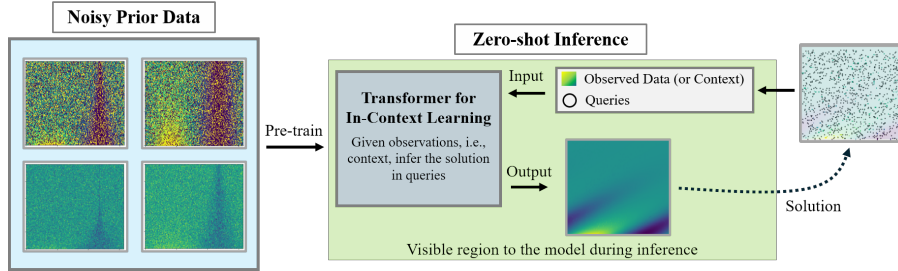 Noisy Prior Data
Pre-train
Zero-shot Inference
Transformer for
In-Context Learning
Given observations, i.e.,
context, infer the solution
in queries
Input
Observed Data (or Context)
Queries
Output
Solution
Visible region to the model during inference